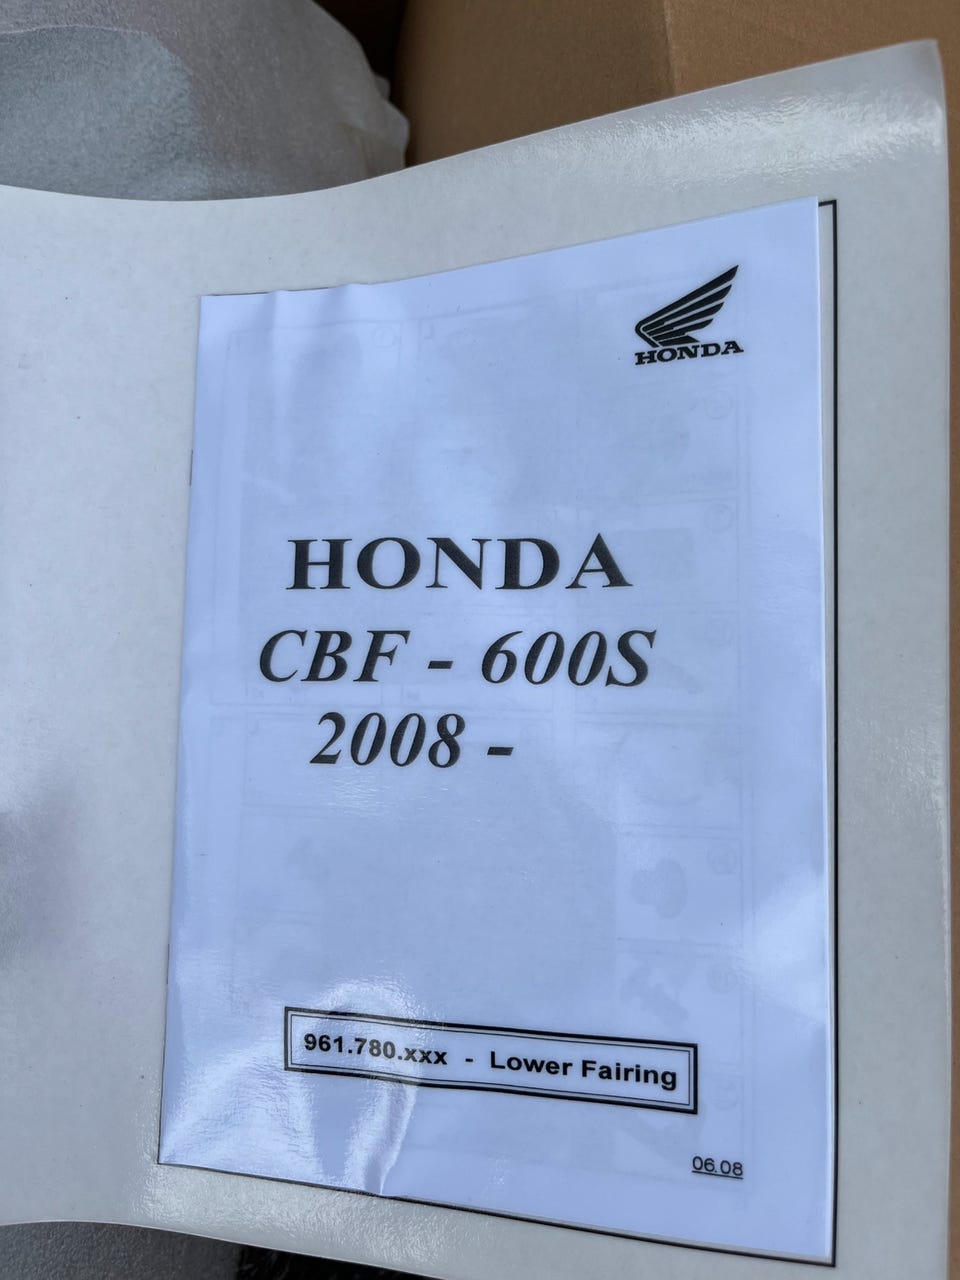 HONDA
HONDA
CBF - 600S
2008 -
961.780.xxx - Lower Fairing
06.08